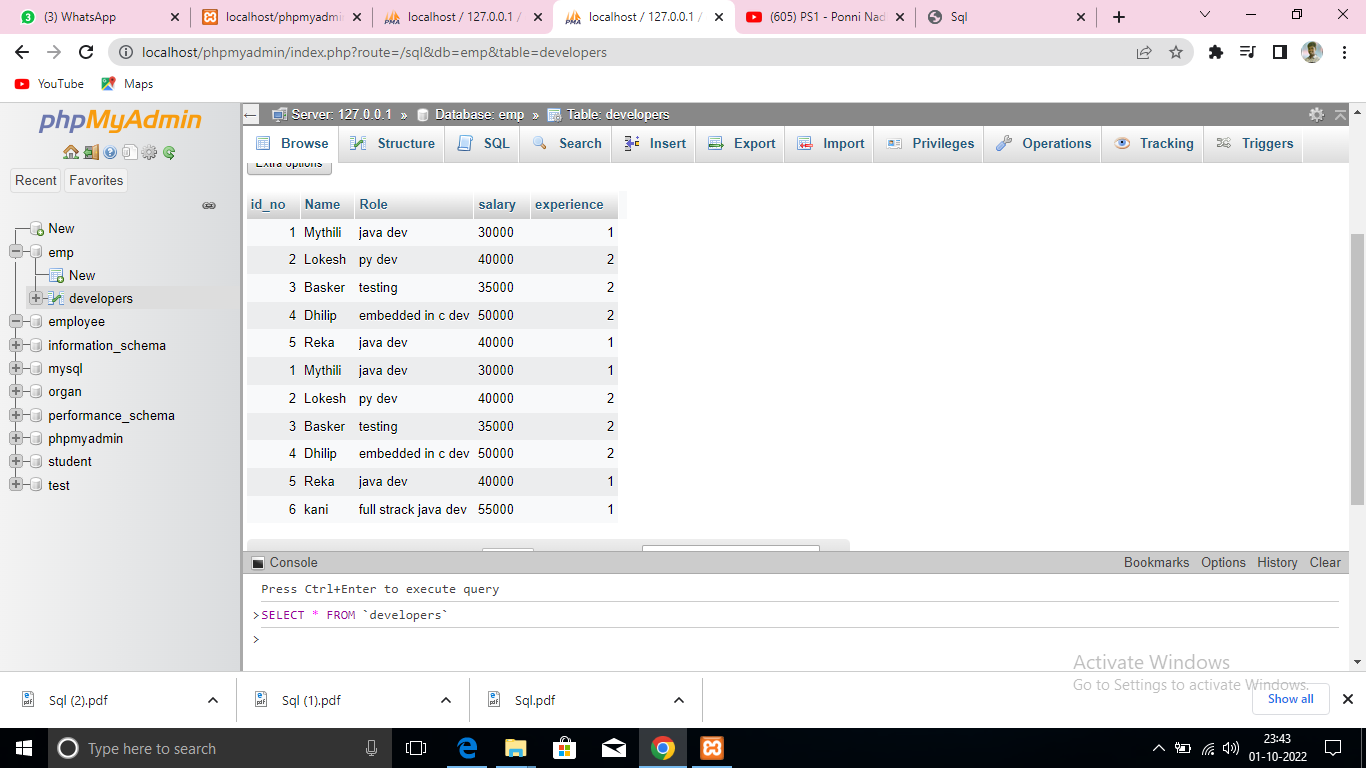 (3) WhatsApp
localhost/phpmyadmin
localhost / 127.0.0.1 /
localhost / 127.0.0.1 /
(605) PS1 - Ponni Nad
Sql
localhost/phpmyadmin/index.php?route=/sql&db=emp&table=developers
YouTube Maps
phpMyAdmin
Recent Favorites
New
emp
New
developers
employee
information_schema
mysql
organ
performance_schema
phpmyadmin
student
test
Server: 127.0.0.1 » Database: emp » Table: developers
Browse Structure SQL Search Insert Export Import Privileges Operations Tracking Triggers
Extra options
id_no Name Role salary experience
1 Mythili java dev 30000 1
2 Lokesh py dev 40000 2
3 Basker testing 35000 2
4 Dhilip embedded in c dev 50000 2
5 Reka java dev 40000 1
1 Mythili java dev 30000 1
2 Lokesh py dev 40000 2
3 Basker testing 35000 2
4 Dhilip embedded in c dev 50000 2
5 Reka java dev 40000 1
6 kani full strack java dev 55000 1
Console Bookmarks Options History Clear
Press Ctrl+Enter to execute query
>SELECT * FROM `developers`
>
Activate Windows
Go to Settings to activate Windows.
Sql (2).pdf Sql (1).pdf Sql.pdf Show all
Type here to search
23:43
01-10-2022